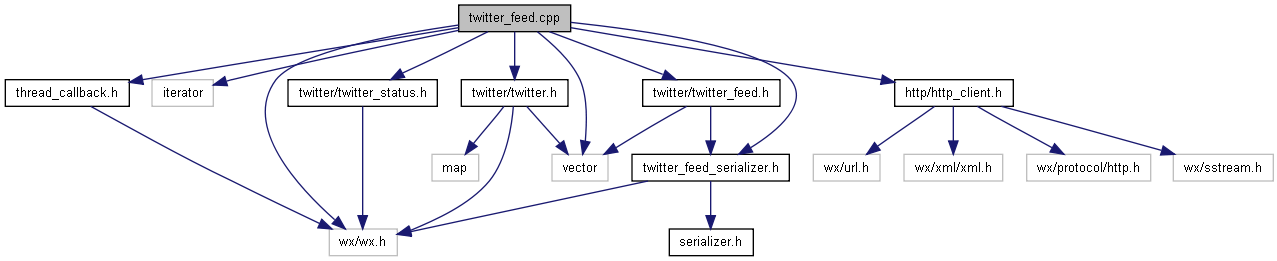 twitter_feed.cpp
thread_callback.h
iterator
twitter/twitter_status.h
twitter/twitter.h
twitter/twitter_feed.h
http/http_client.h
map
vector
twitter_feed_serializer.h
wx/url.h
wx/xml/xml.h
wx/protocol/http.h
wx/sstream.h
wx/wx.h
serializer.h